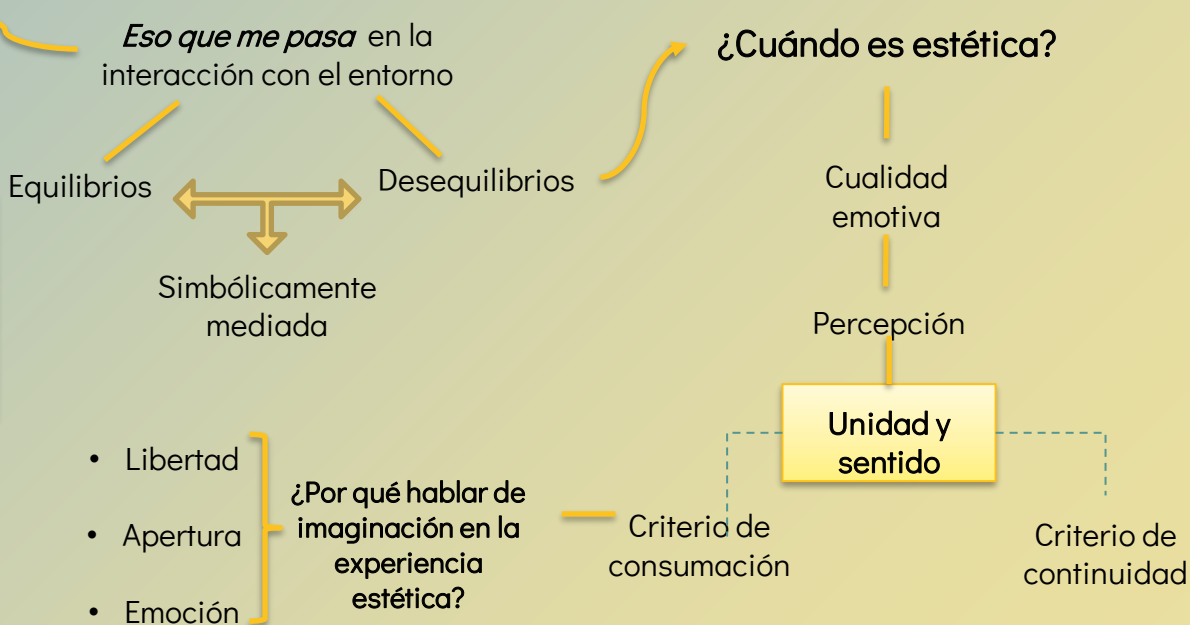 Eso que me pasa en la
interacción con el entorno
Equilibrios
Desequilibrios
Simbólicamente
mediada
¿Cuándo es estética?
Cualidad
emotiva
Percepción
Unidad y
sentido
Criterio de
consumación
Criterio de
continuidad
¿Por qué hablar de
imaginación en la
experiencia
estética?
• Libertad
• Apertura
• Emoción